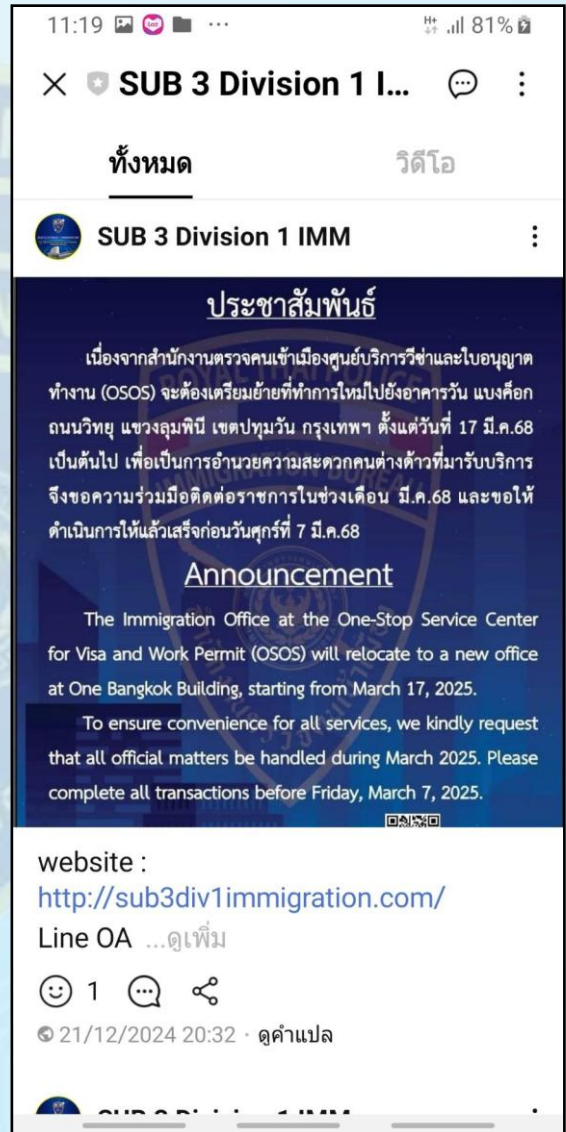 11:19 ... 81%
SUB 3 Division 1 I...
ทั้งหมด วิดีโอ
SUB 3 Division 1 IMM
ประชาสัมพันธ์
เนื่องจากสำนักงานตรวจคนเข้าเมืองศูนย์บริการวีซ่าและใบอนุญาต
ทำงาน (OSOS) จะต้องเตรียมย้ายที่ทำการใหม่ไปยังอาคารวัน แบงค็อก
ถนนวิทยุ แขวงลุมพินี เขตปทุมวัน กรุงเทพฯ ตั้งแต่วันที่ 17 มี.ค.68
เป็นต้นไป เพื่อเป็นการอำนวยความสะดวกคนต่างด้าวที่มารับบริการ
จึงขอความร่วมมือติดต่อราชการในช่วงเดือน มี.ค.68 และขอให้
ดำเนินการให้แล้วเสร็จก่อนวันศุกร์ที่ 7 มี.ค.68
Announcement
The Immigration Office at the One-Stop Service Center
for Visa and Work Permit (OSOS) will relocate to a new office
at One Bangkok Building, starting from March 17, 2025.
To ensure convenience for all services, we kindly request
that all official matters be handled during March 2025. Please
complete all transactions before Friday, March 7, 2025.
website :
http://sub3div1immigration.com/
Line OA ...ดูเพิ่ม
1
21/12/2024 20:32 · ดูคำแปล